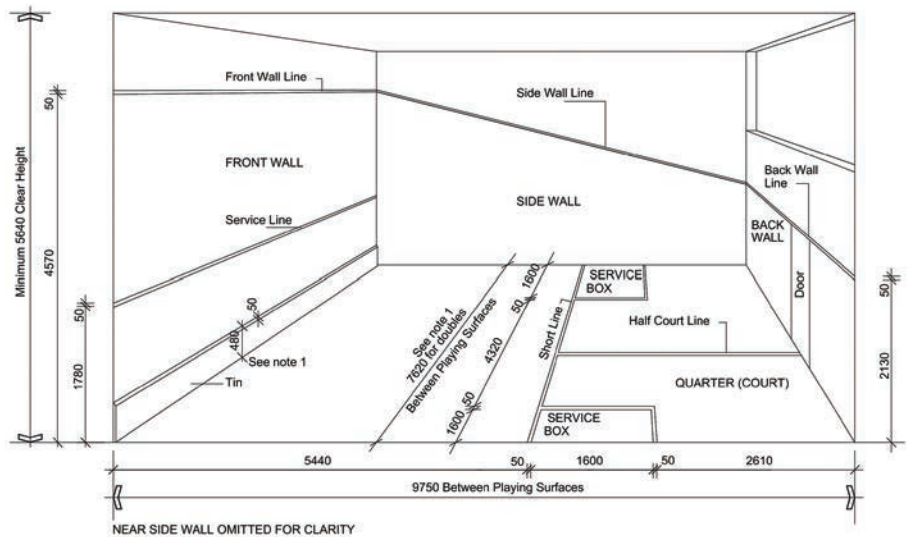 Front Wall Line
Side Wall Line
50
Minimum 5640 Clear Height
FRONT WALL
Back Wall
Line
SIDE WALL
Service Line
BACK
WALL
4570
1600
SERVICE
BOX
Door
50
50
50
50
See note 1
7620 for doubles
Between Playing Surfaces
4320
Short Line
Half Court Line
480
See note 1
1780
2130
Tin
QUARTER (COURT)
50
1600
SERVICE
BOX
5440
50
1600
50
2610
9750 Between Playing Surfaces
NEAR SIDE WALL OMITTED FOR CLARITY